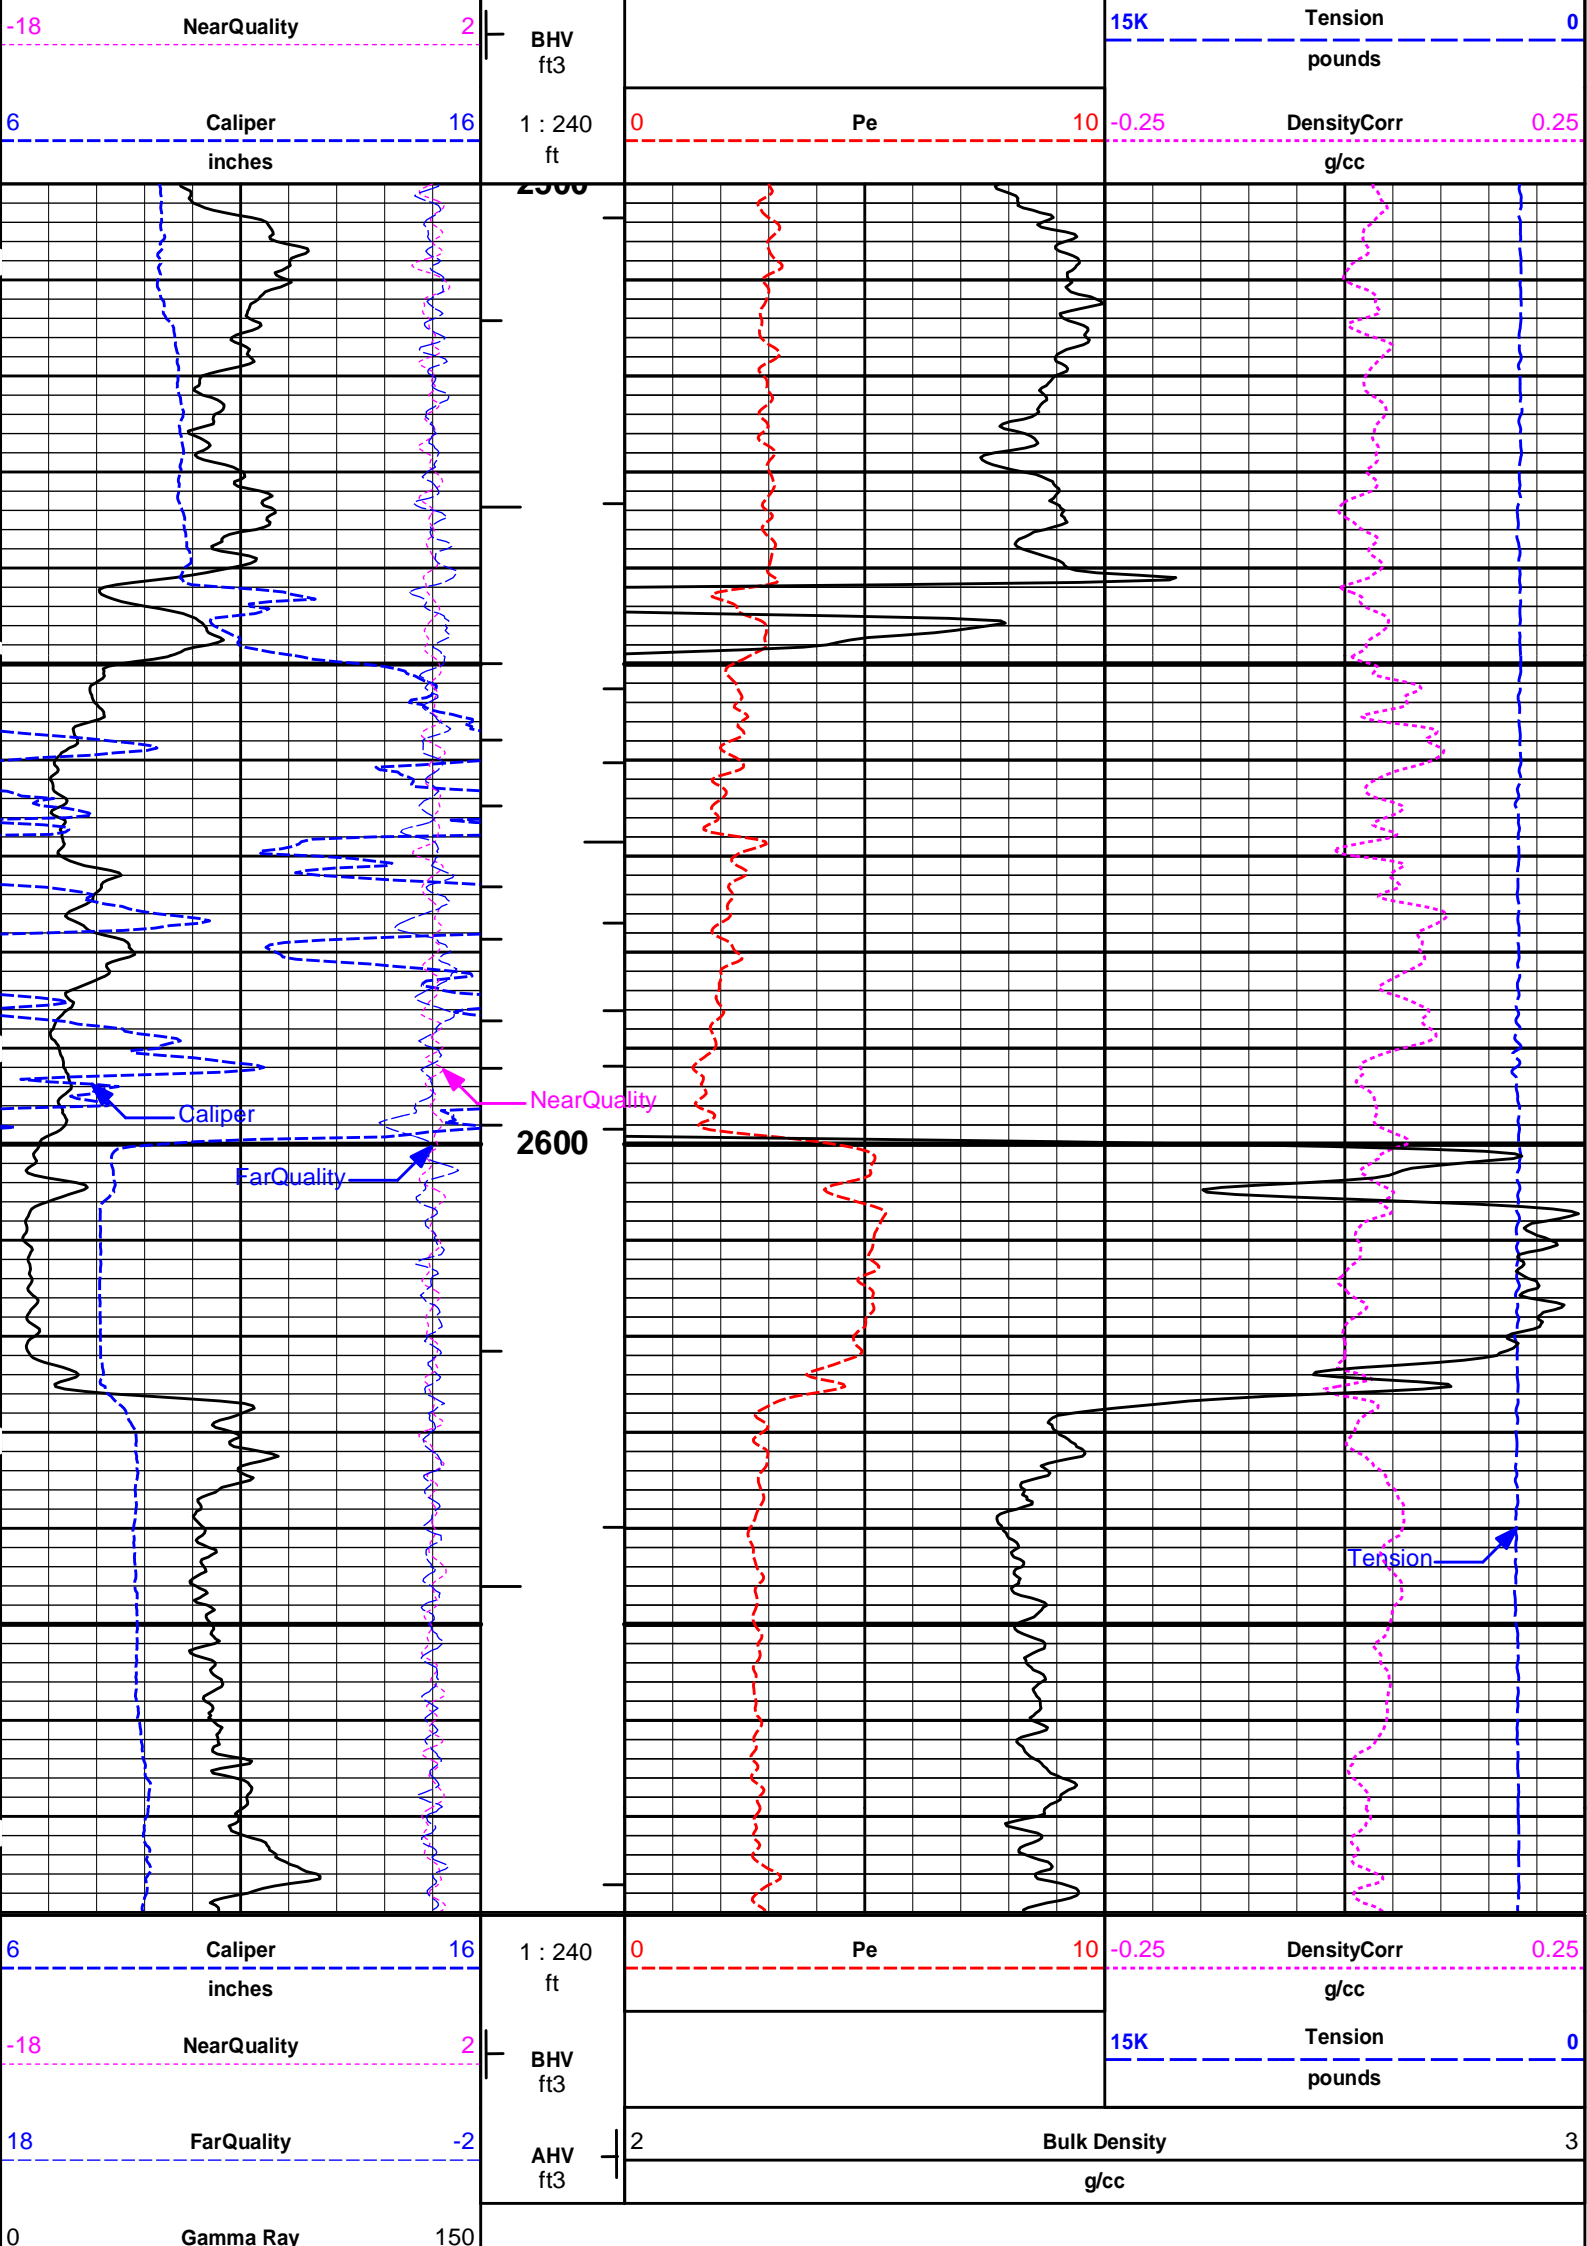 -18 NearQuality 2
BHV
ft3
15K Tension 0
pounds
6 Caliper 16
inches
1 : 240
ft
0 Pe 10
-0.25 DensityCorr 0.25
g/cc
Caliper
NearQuality
2600
FarQuality
Tension
6 Caliper 16
inches
1 : 240
ft
0 Pe 10
-0.25 DensityCorr 0.25
g/cc
-18 NearQuality 2
BHV
ft3
15K Tension 0
pounds
18 FarQuality -2
AHV
ft3
2 Bulk Density 3
g/cc
0 Gamma Ray 150